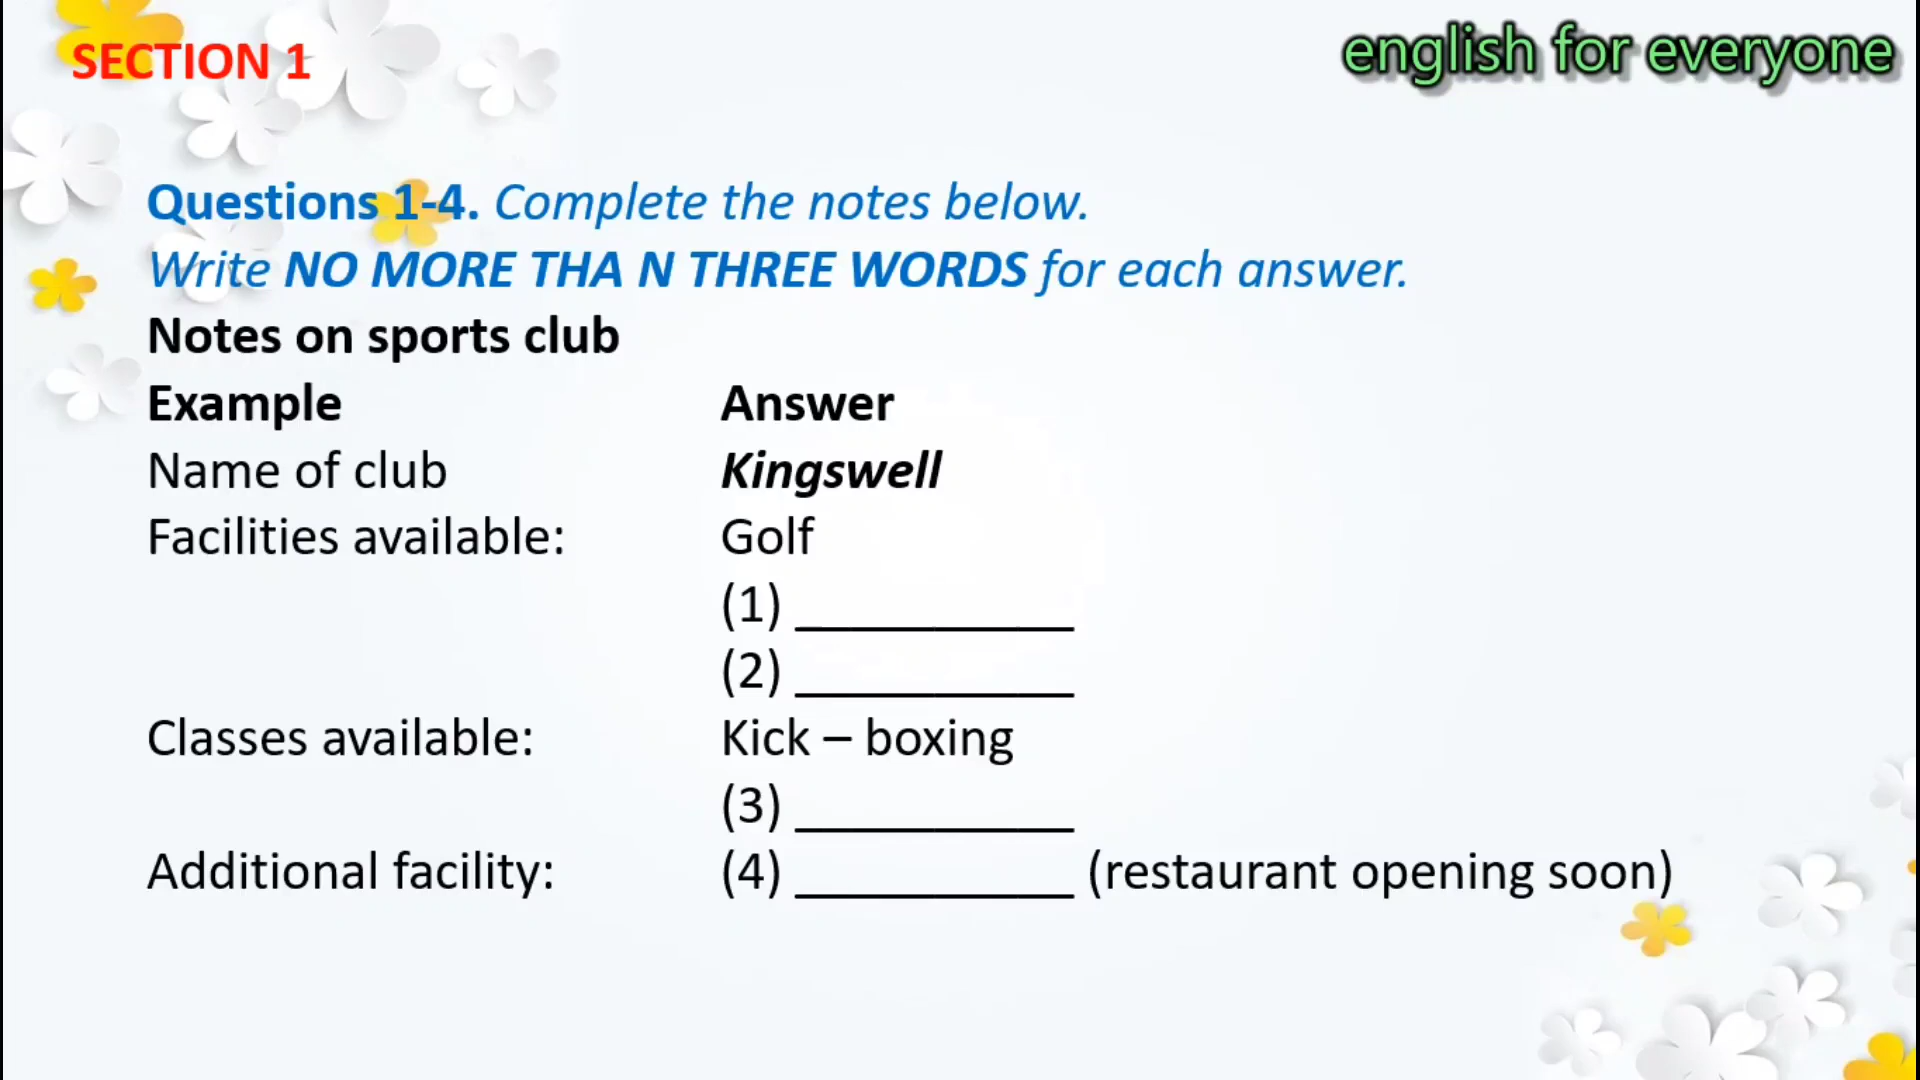 SECTION 1
english for everyone
Questions 1-4. Complete the notes below.
Write NO MORE THA N THREE WORDS for each answer.
Notes on sports club
Example Answer
Name of club Kingswell
Facilities available: Golf
(1) ___________
(2) ___________
Classes available: Kick – boxing
(3) ___________
Additional facility: (4) ___________ (restaurant opening soon)